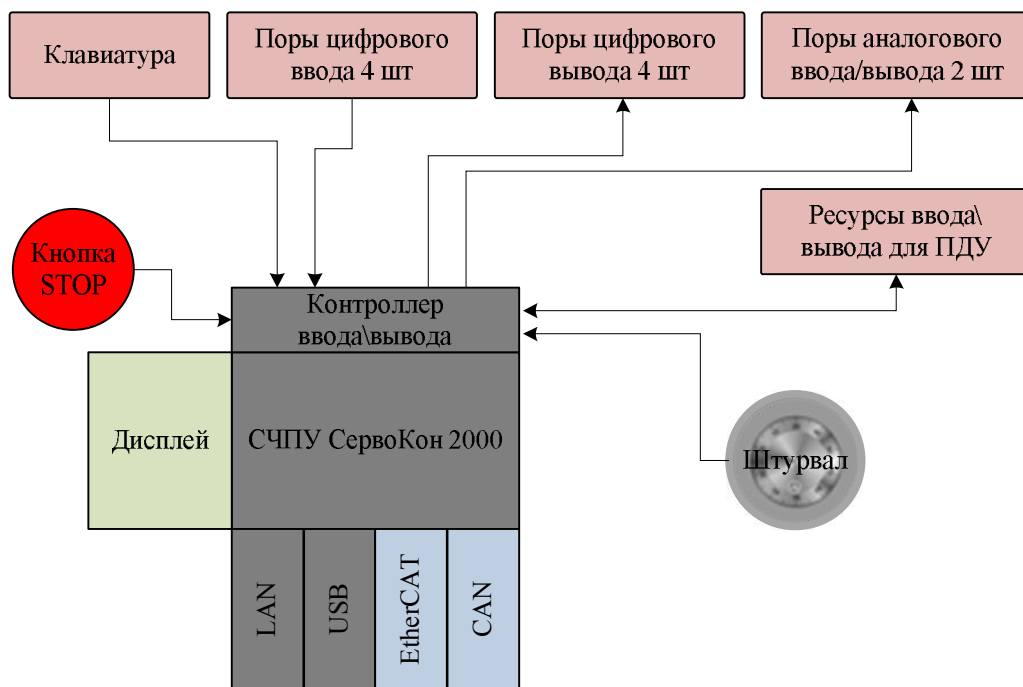 Клавиатура
Поры цифрового
ввода 4 шт
Поры цифрового
вывода 4 шт
Поры аналогового
ввода/вывода 2 шт
Ресурсы ввода\
вывода для ПДУ
Кнопка
STOP
Контроллер
ввода\вывода
Дисплей
СЧПУ СервоКон 2000
Штурвал
LAN
USB
EtherCAT
CAN